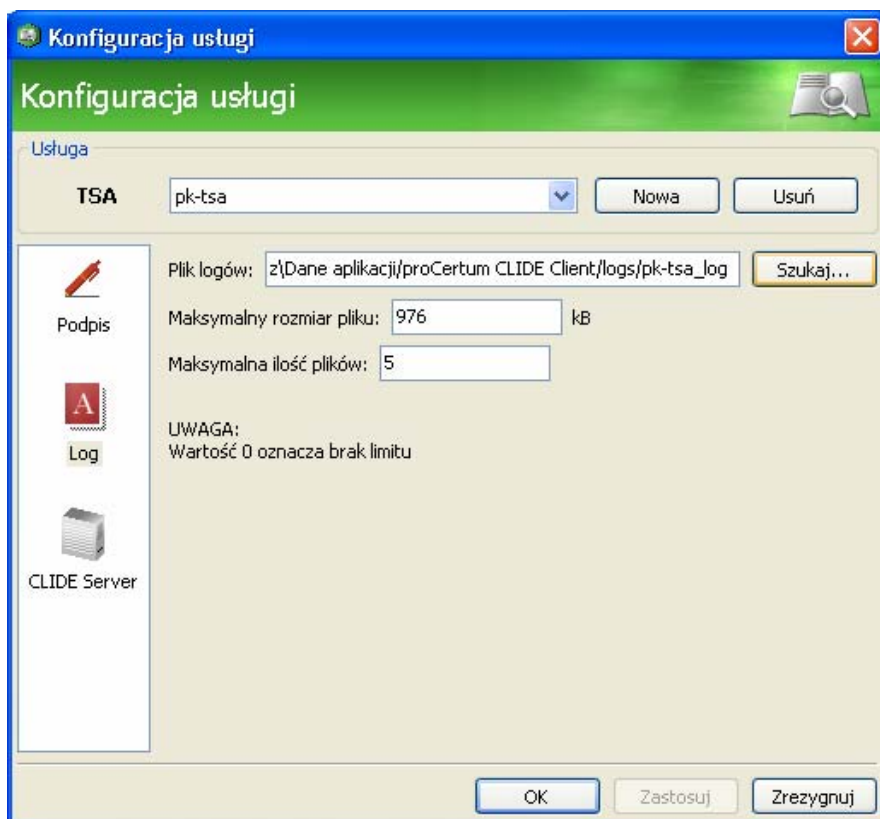 Konfiguracja usługi
Konfiguracja usługi
Usługa
TSA pk-tsa Nowa Usuń
Plik logów: z\Dane aplikacji/proCertum CLIDE Client/logs/pk-tsa_log Szukaj...
Podpis
Maksymalny rozmiar pliku: 976 kB
Maksymalna ilość plików: 5
A
Log
UWAGA:
Wartość 0 oznacza brak limitu
CLIDE Server
OK Zastosuj Zrezygnuj